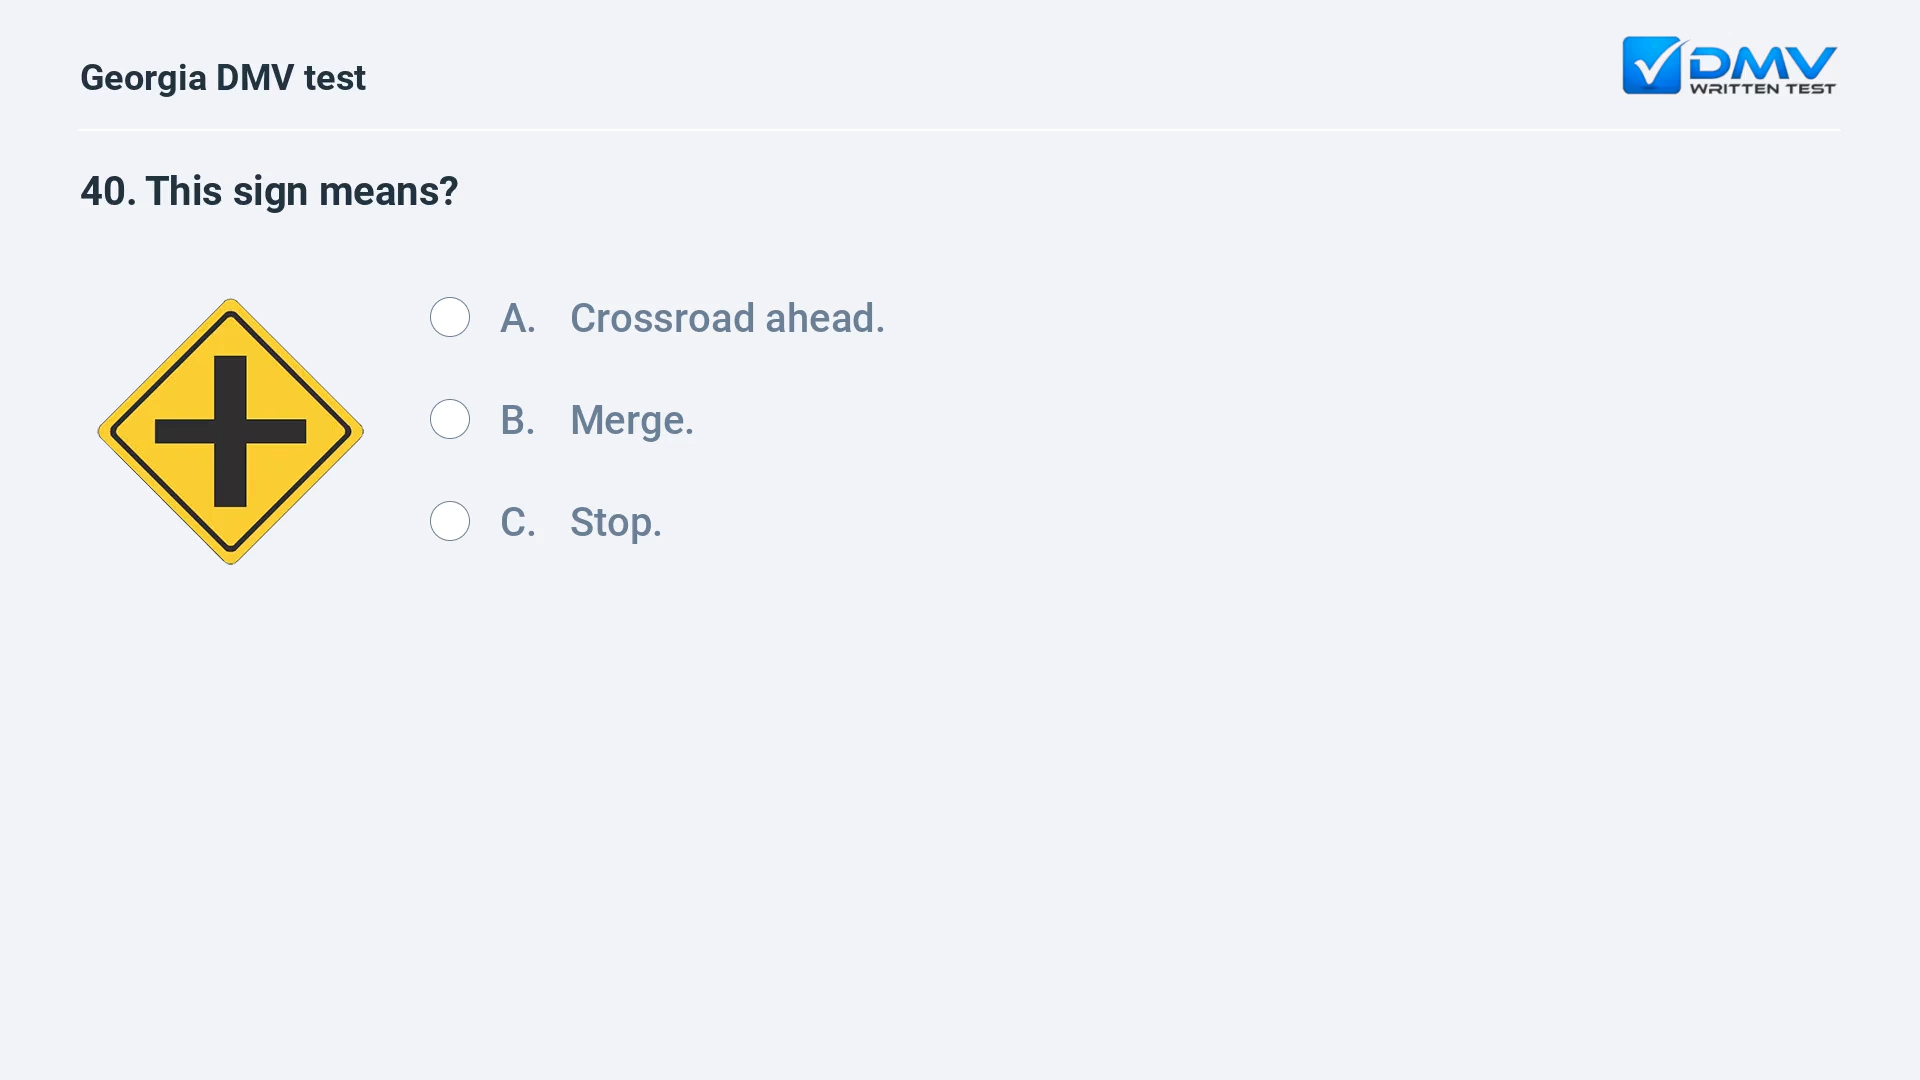 Georgia DMV test
DMV
WRITTEN TEST
40. This sign means?
A. Crossroad ahead.
B. Merge.
C. Stop.